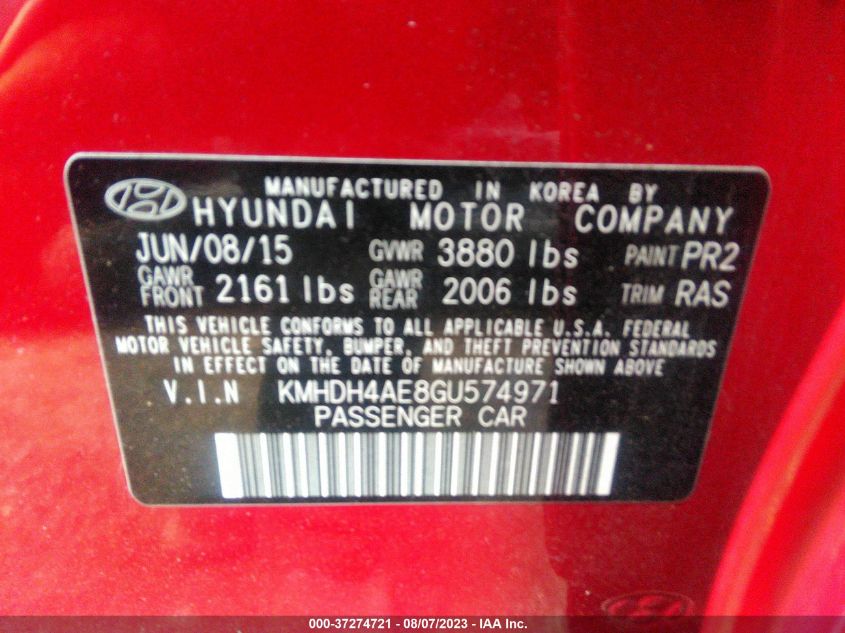 MANUFACTURED IN KOREA BY
HYUNDAI MOTOR COMPANY
JUN/08/15 GVWR 3880 lbs PAINT PR2
GAWR FRONT 2161 lbs GAWR REAR 2006 lbs TRIM RAS
THIS VEHICLE CONFORMS TO ALL APPLICABLE U.S.A. FEDERAL
MOTOR VEHICLE SAFETY, BUMPER, AND THEFT PREVENTION STANDARDS
IN EFFECT ON THE DATE OF MANUFACTURE SHOWN ABOVE
V.I.N KMHDH4AE8GU574971
PASSENGER CAR
000-37274721 - 08/07/2023 - IAA Inc.